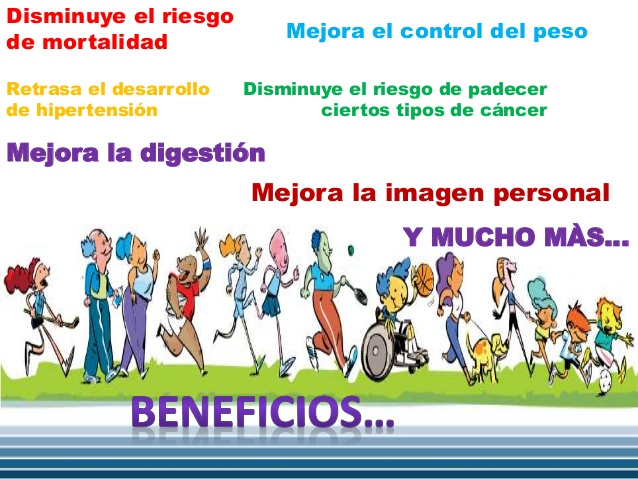 Disminuye el riesgo
de mortalidad
Mejora el control del peso
Retrasa el desarrollo
de hipertensión
Disminuye el riesgo de padecer
ciertos tipos de cáncer
Mejora la digestión
Mejora la imagen personal
Y MUCHO MÀS...
BENEFICIOS...